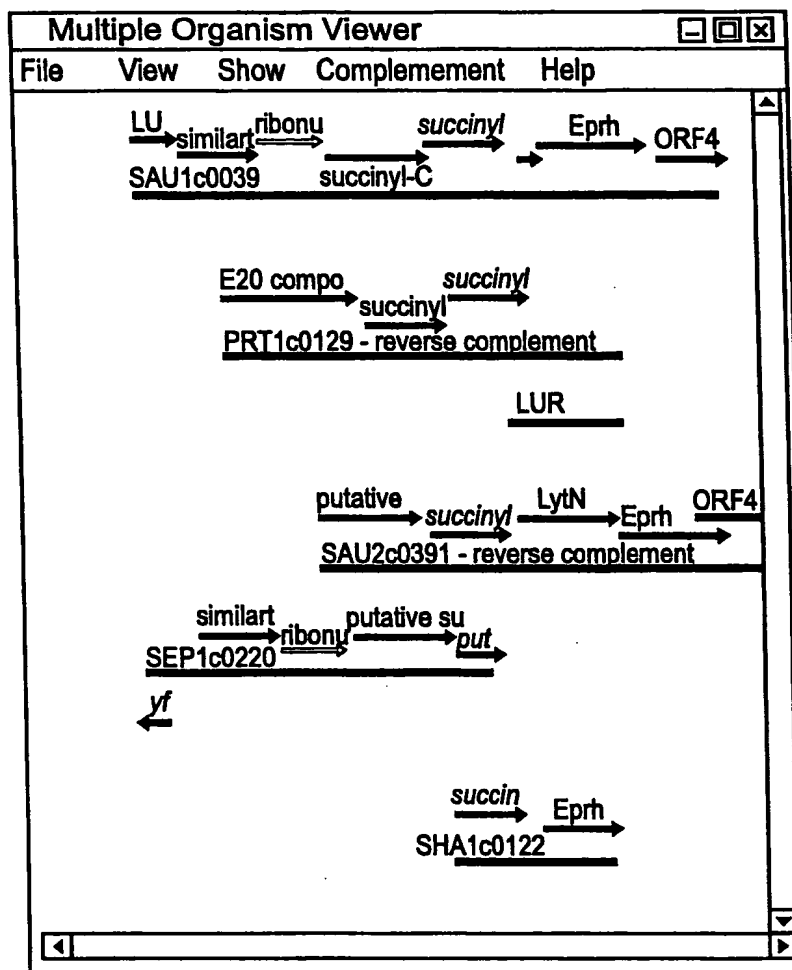 Multiple Organism Viewer
File View Show Complemement Help
LU similart ribonu succinyl Eprh ORF4
SAU1c0039 succinyl-C
E20 compo succinyl succinyl
PRT1c0129 - reverse complement
LUR
putative succinyl LytN Eprh ORF4
SAU2c0391 - reverse complement
similart ribonu putative su put
SEP1c0220
yf
succin Eprh
SHA1c0122